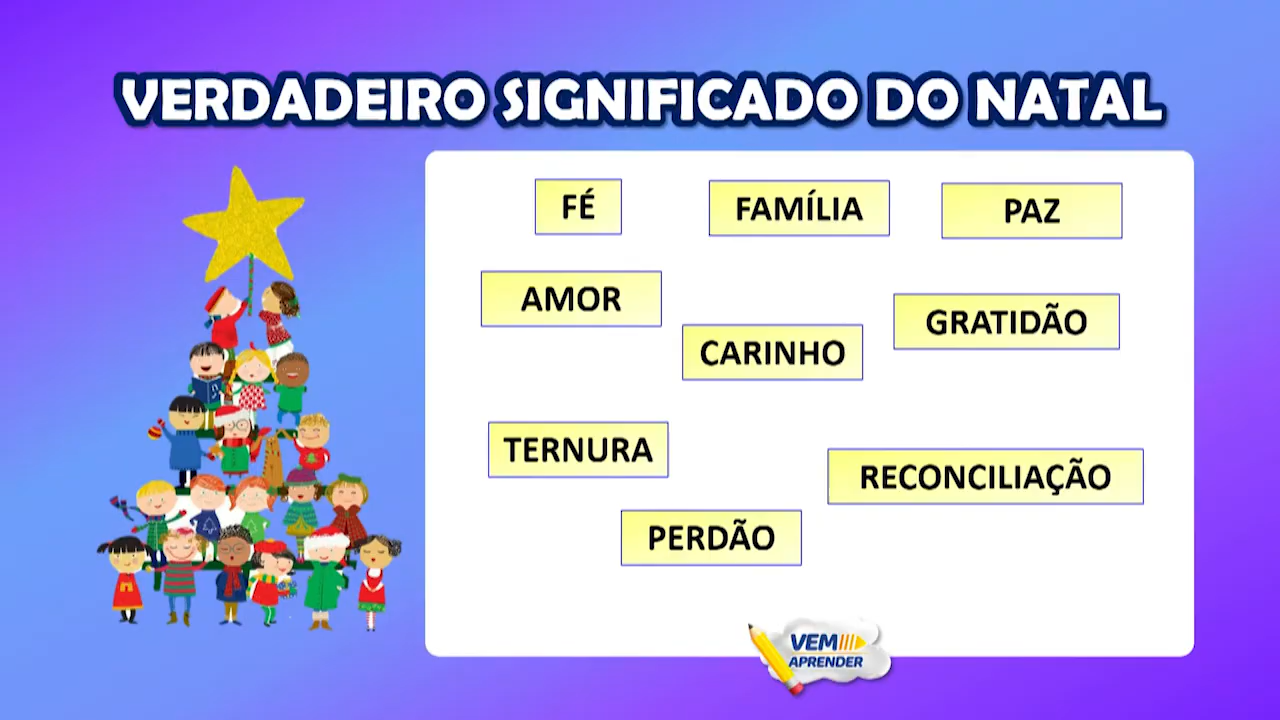 VERDADEIRO SIGNIFICADO DO NATAL
FÉ
FAMÍLIA
PAZ
AMOR
GRATIDÃO
CARINHO
TERNURA
RECONCILIAÇÃO
PERDÃO
VEM
APRENDER